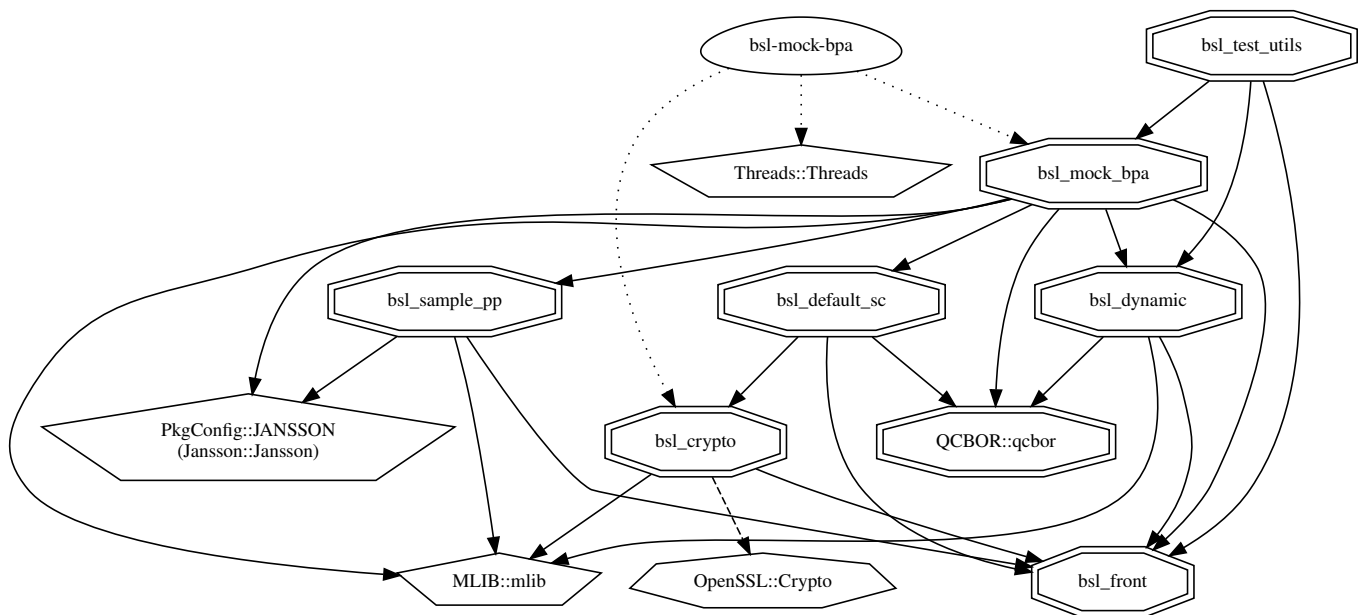 bsl-mock-bpa
bsl_test_utils
Threads::Threads
bsl_mock_bpa
bsl_sample_pp
bsl_default_sc
bsl_dynamic
PkgConfig::JANSSON
(Jansson::Jansson)
bsl_crypto
QCBOR::qcbor
MLIB::mlib
OpenSSL::Crypto
bsl_front